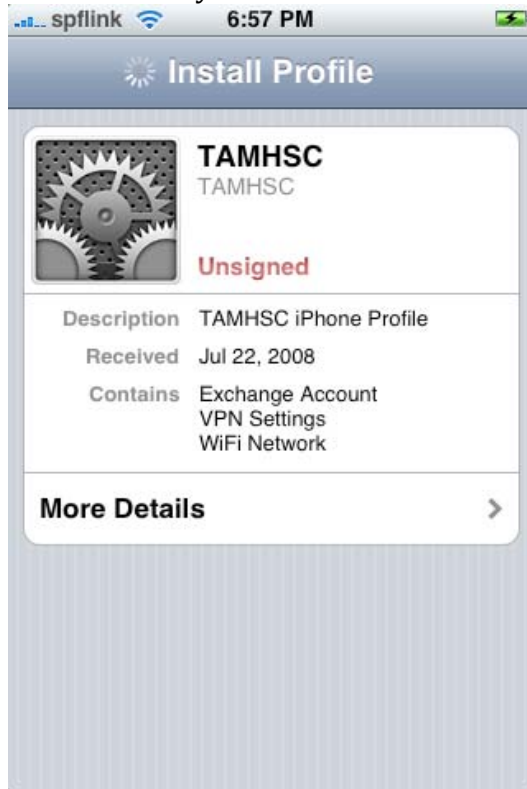 spflink 6:57 PM
Install Profile
TAMHSC
TAMHSC
Unsigned
Description TAMHSC iPhone Profile
Received Jul 22, 2008
Contains Exchange Account
VPN Settings
WiFi Network
More Details